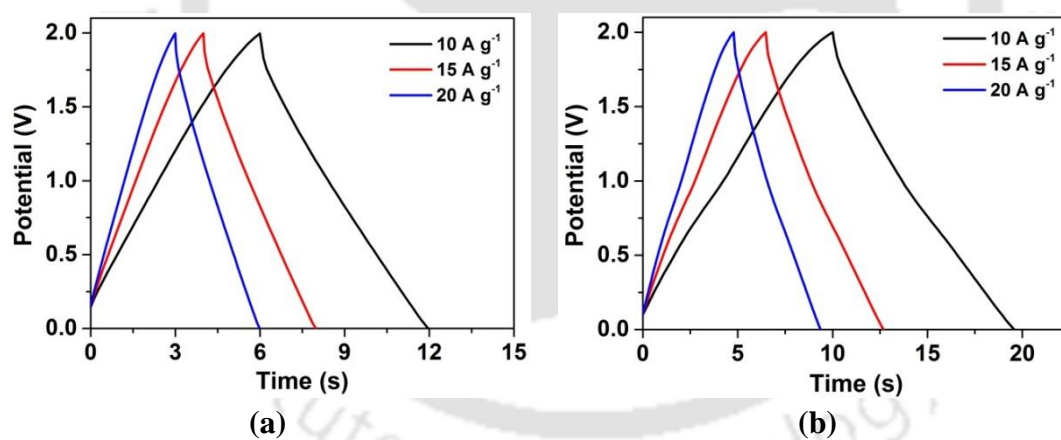 2.0
1.5
1.0
0.5
0.0
Potential (V)
10 A g⁻¹
15 A g⁻¹
20 A g⁻¹
0 3 6 9 12 15
Time (s)
(a)
2.0
1.5
1.0
0.5
0.0
Potential (V)
10 A g⁻¹
15 A g⁻¹
20 A g⁻¹
0 5 10 15 20
Time (s)
(b)